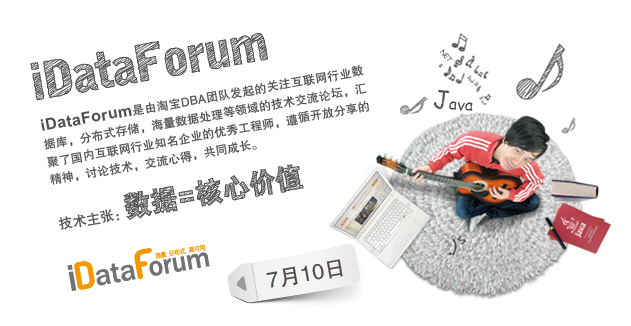 iDataForum
iDataForum是由淘宝DBA团队发起的关注互联网行业数
据库，分布式存储，海量数据处理等领域的技术交流论坛，汇
聚了国内互联网行业知名企业的优秀工程师，遵循开放分享的
精神，讨论技术，交流心得，共同成长。
技术主张：数据=核心价值
海量 分布式 高可用
iDataForum
7月10日
.NET
Java